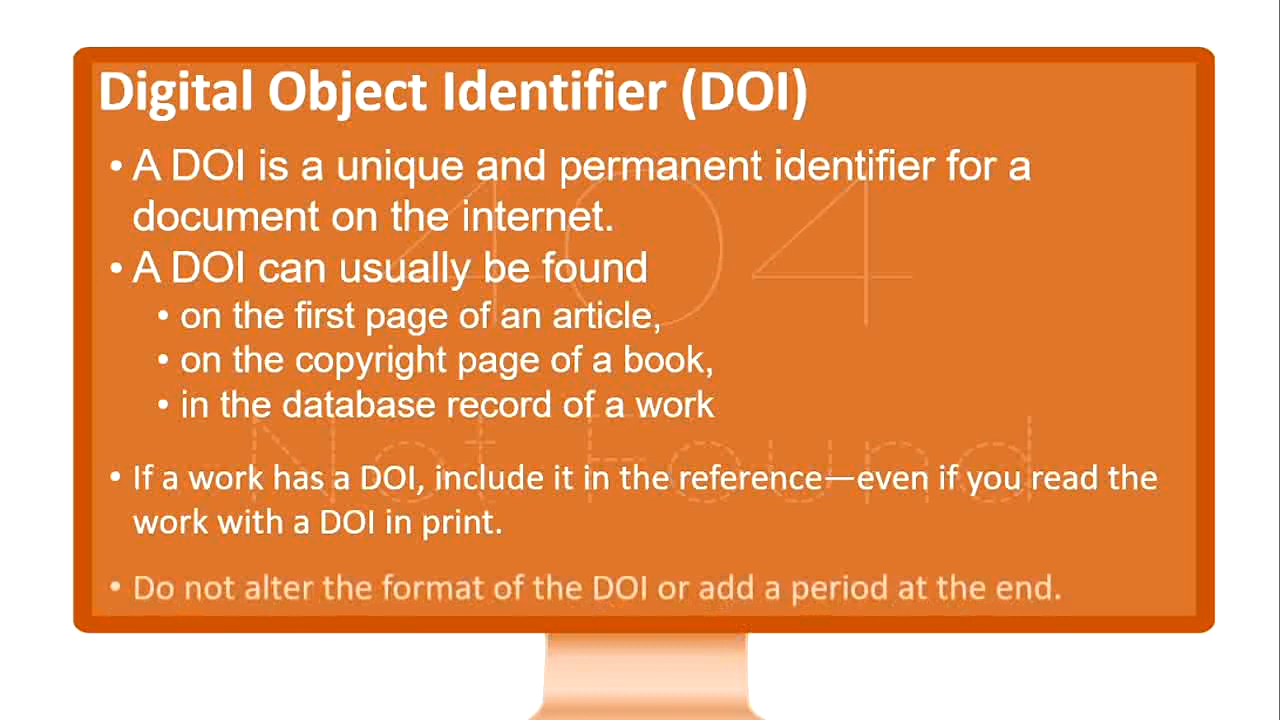 Digital Object Identifier (DOI)
• A DOI is a unique and permanent identifier for a
document on the internet.
• A DOI can usually be found
• on the first page of an article,
• on the copyright page of a book,
• in the database record of a work
• If a work has a DOI, include it in the reference—even if you read the
work with a DOI in print.
• Do not alter the format of the DOI or add a period at the end.
404
Not Found